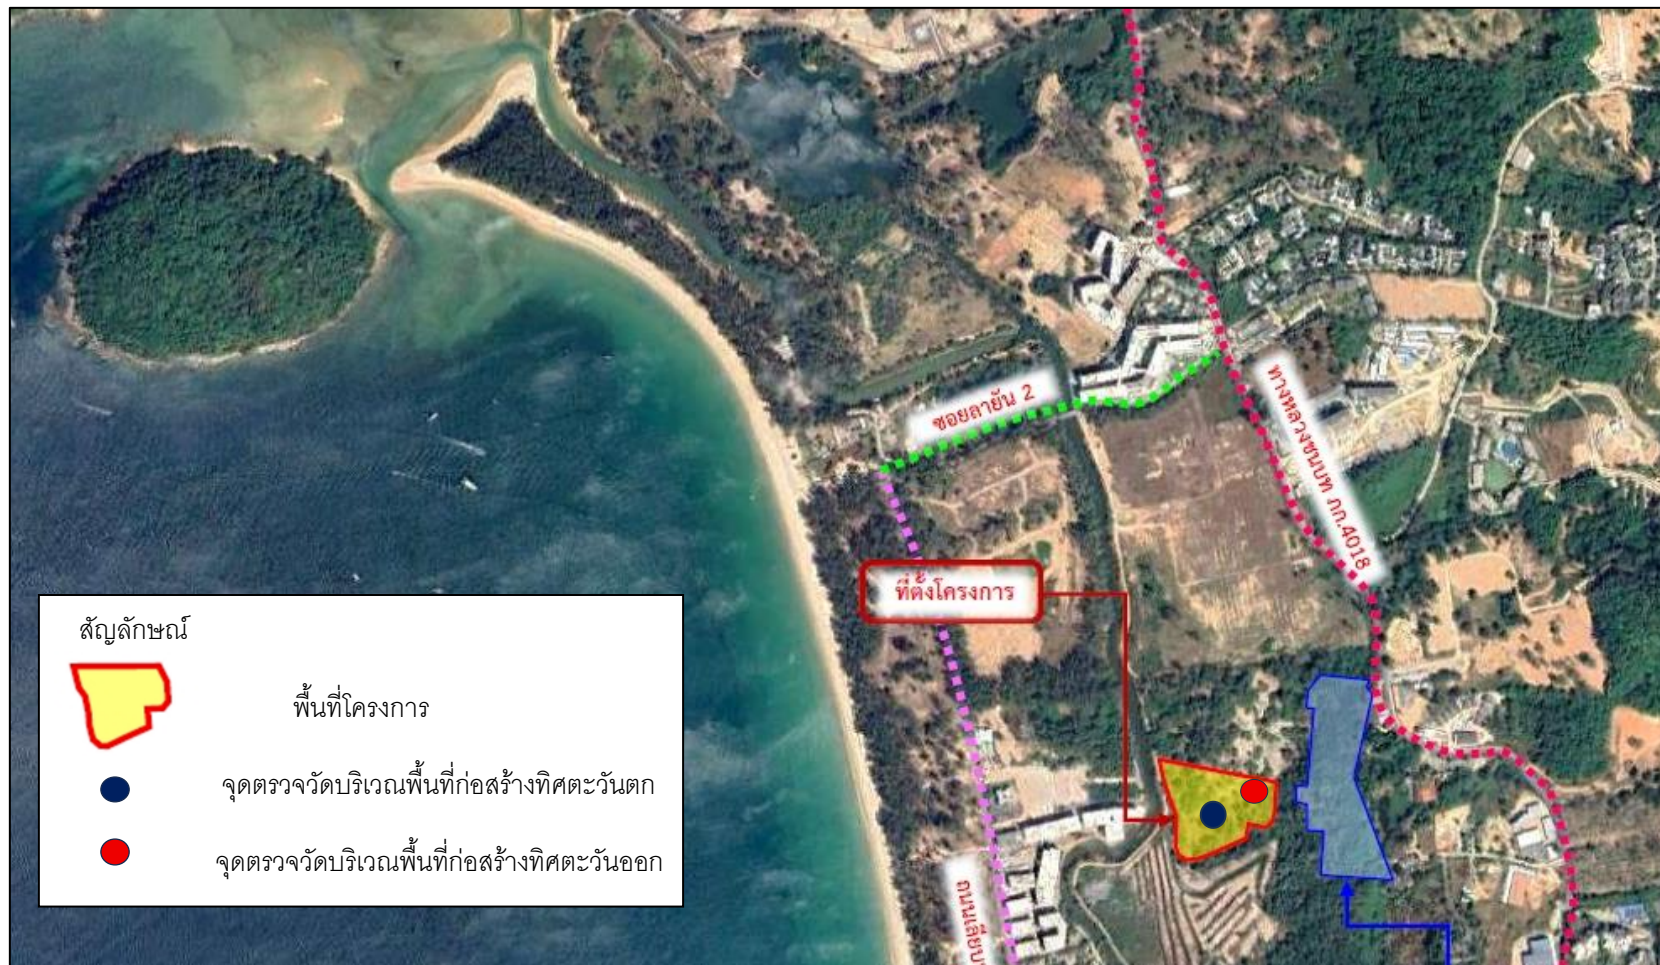 ซอยลายัน 2
ทางหลวงชนบท ภก.4018
ที่ตั้งโครงการ
สัญลักษณ์
พื้นที่โครงการ
จุดตรวจวัดบริเวณพื้นที่ก่อสร้างทิศตะวันตก
จุดตรวจวัดบริเวณพื้นที่ก่อสร้างทิศตะวันออก